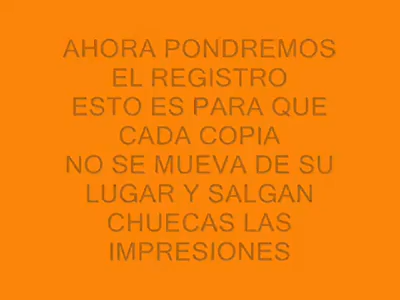 AHORA PONDREMOS
EL REGISTRO
ESTO ES PARA QUE
CADA COPIA
NO SE MUEVA DE SU
LUGAR Y SALGAN
CHUECAS LAS
IMPRESIONES